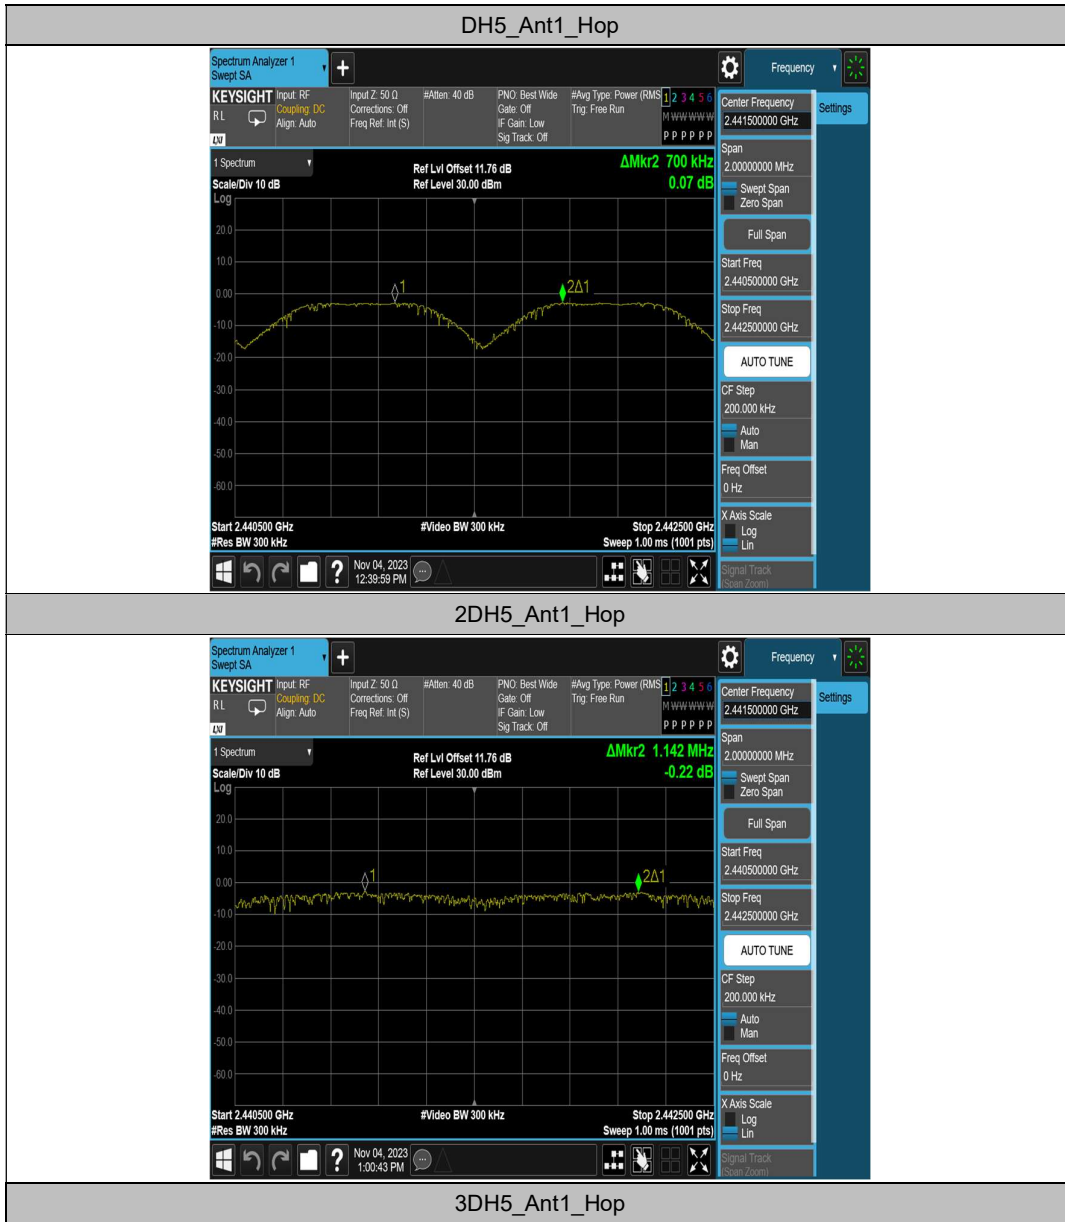 DH5_Ant1_Hop
Spectrum Analyzer 1
Swept SA
+
Frequency
KEYSIGHT
RL
LXI
Input: RF
Coupling: DC
Align: Auto
Input Z: 50 Ω
Corrections: Off
Freq Ref: Int (S)
#Atten: 40 dB
PNO: Best Wide
Gate: Off
IF Gain: Low
Sig Track: Off
#Avg Type: Power (RMS
Trig: Free Run
1 2 3 4 5 6
M W W W W W
P P P P P P
1 Spectrum
Scale/Div 10 dB
Log
Ref Lvl Offset 11.76 dB
Ref Level 30.00 dBm
ΔMkr2 700 kHz
0.07 dB
20.0
10.0
0.00
-10.0
-20.0
-30.0
-40.0
-50.0
-60.0
1
2Δ1
Start 2.440500 GHz
#Res BW 300 kHz
#Video BW 300 kHz
Stop 2.442500 GHz
Sweep 1.00 ms (1001 pts)
Center Frequency
2.441500000 GHz
Settings
Span
2.00000000 MHz
Swept Span
Zero Span
Full Span
Start Freq
2.440500000 GHz
Stop Freq
2.442500000 GHz
AUTO TUNE
CF Step
200.000 kHz
Auto
Man
Freq Offset
0 Hz
X Axis Scale
Log
Lin
Signal Track
(Span Zoom)
?
Nov 04, 2023
12:39:59 PM
2DH5_Ant1_Hop
Spectrum Analyzer 1
Swept SA
+
Frequency
KEYSIGHT
RL
LXI
Input: RF
Coupling: DC
Align: Auto
Input Z: 50 Ω
Corrections: Off
Freq Ref: Int (S)
#Atten: 40 dB
PNO: Best Wide
Gate: Off
IF Gain: Low
Sig Track: Off
#Avg Type: Power (RMS
Trig: Free Run
1 2 3 4 5 6
M W W W W W
P P P P P P
1 Spectrum
Scale/Div 10 dB
Log
Ref Lvl Offset 11.76 dB
Ref Level 30.00 dBm
ΔMkr2 1.142 MHz
-0.22 dB
20.0
10.0
0.00
-10.0
-20.0
-30.0
-40.0
-50.0
-60.0
1
2Δ1
Start 2.440500 GHz
#Res BW 300 kHz
#Video BW 300 kHz
Stop 2.442500 GHz
Sweep 1.00 ms (1001 pts)
Center Frequency
2.441500000 GHz
Settings
Span
2.00000000 MHz
Swept Span
Zero Span
Full Span
Start Freq
2.440500000 GHz
Stop Freq
2.442500000 GHz
AUTO TUNE
CF Step
200.000 kHz
Auto
Man
Freq Offset
0 Hz
X Axis Scale
Log
Lin
Signal Track
(Span Zoom)
?
Nov 04, 2023
1:00:43 PM
3DH5_Ant1_Hop